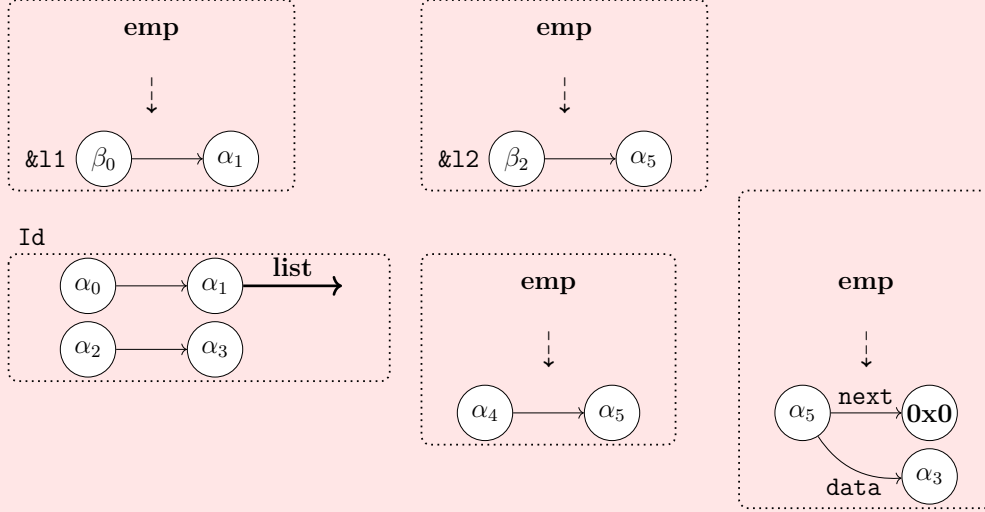 emp
&l1 β₀ α₁
emp
&l2 β₂ α₅
Id
α₀ α₁ list
α₂ α₃
emp
α₄ α₅
emp
α₅ next 0x0
data α₃